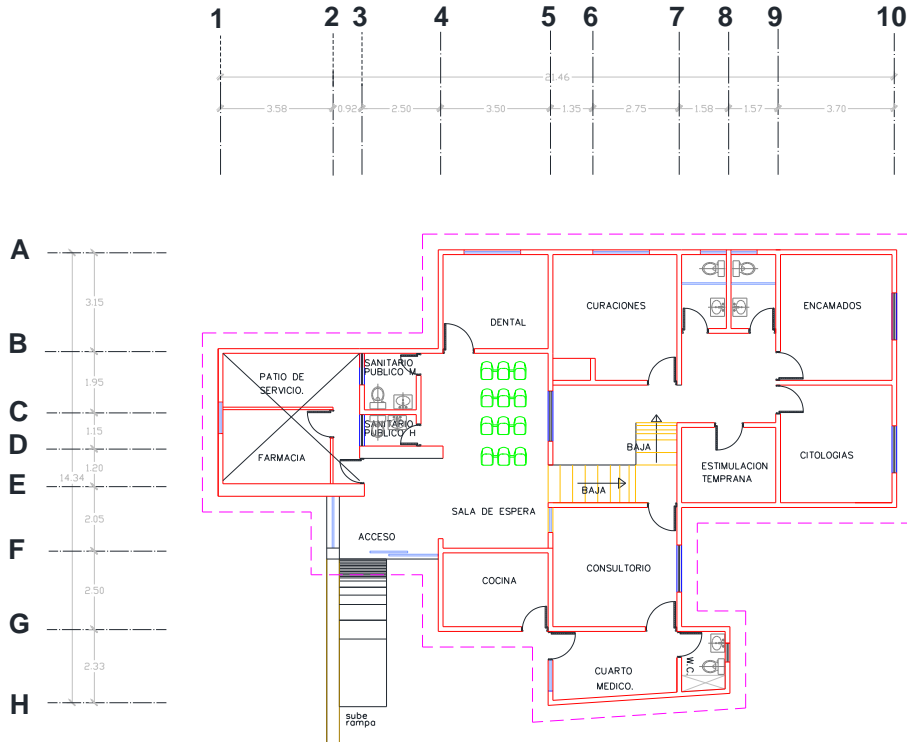 1 2 3 4 5 6 7 8 9 10
21.46
3.58 0.92 2.50 3.50 1.35 2.75 1.58 1.57 3.70
A
B
C
D
E
F
G
H
3.15
1.95
1.15
1.20
2.05
2.50
2.33
14.34
DENTAL
CURACIONES
ENCAMADOS
PATIO DE
SERVICIO.
SANITARIO
PUBLICO M
SANITARIO
PUBLICO H
FARMACIA
BAJA
BAJA
ESTIMULACION
TEMPRANA
CITOLOGIAS
SALA DE ESPERA
ACCESO
COCINA
CONSULTORIO
CUARTO
MEDICO.
W.C.
sube
rampa